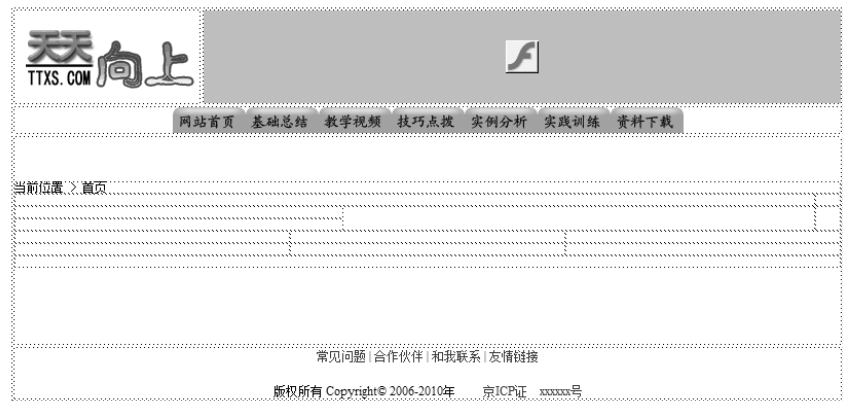 天天向上
TTXS.COM
网站首页 基础总结 教学视频 技巧点拨 实例分析 实践训练 资料下载
当前位置 > 首页
常见问题 | 合作伙伴 | 和我联系 | 友情链接
版权所有 Copyright© 2006-2010年 京ICP证 xxxxxx号